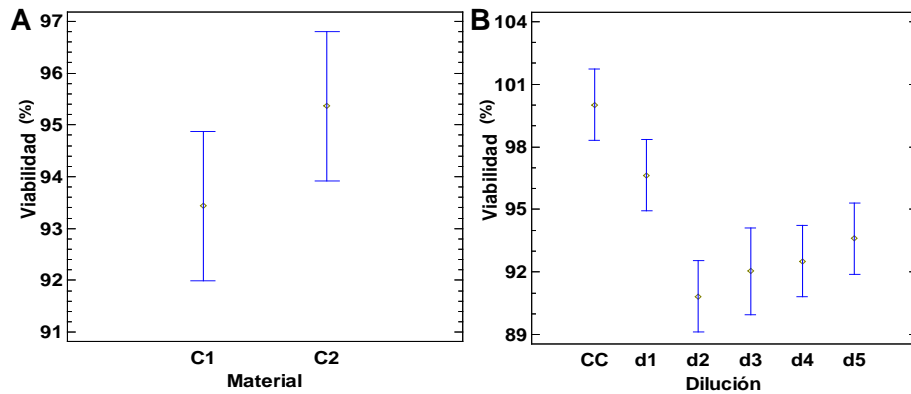 A
Viabilidad (%)
97
96
95
94
93
92
91
C1 C2
Material
B
Viabilidad (%)
104
101
98
95
92
89
CC d1 d2 d3 d4 d5
Dilución